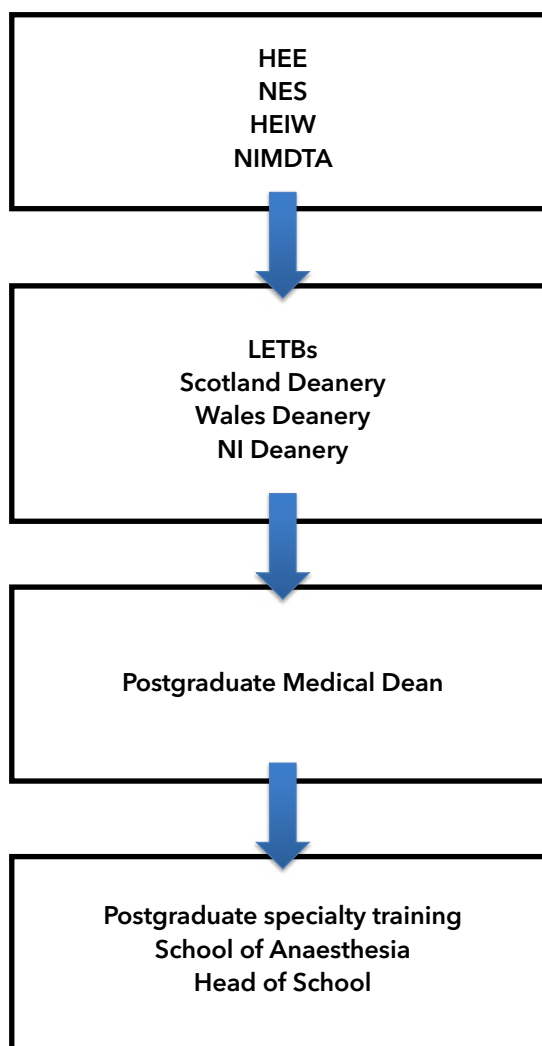 HEE
NES
HEIW
NIMDTA
LETBs
Scotland Deanery
Wales Deanery
NI Deanery
Postgraduate Medical Dean
Postgraduate specialty training
School of Anaesthesia
Head of School